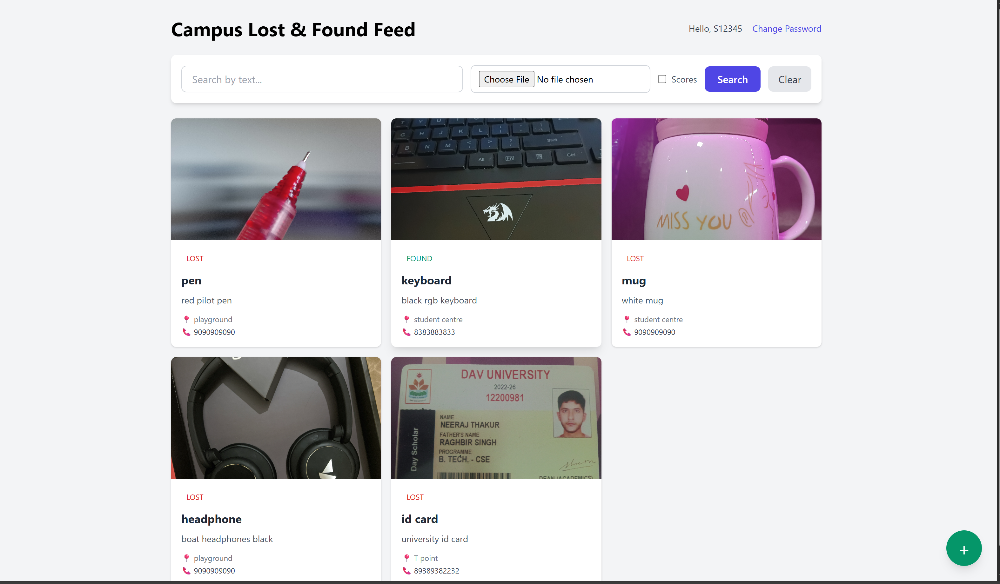 Campus Lost & Found Feed
Hello, S12345 Change Password
Search by text...
Choose File No file chosen
Scores
Search
Clear
T Y U I
G H J K L : ; " ' | \
B N M < , > . ? / Shift
Alt Fn Ctrl
MISS YOU
LOST
pen
red pilot pen
playground
9090909090
FOUND
keyboard
black rgb keyboard
student centre
8383883833
LOST
mug
white mug
student centre
9090909090
DAV UNIVERSITY
2022-26
12200981
NAME
NEERAJ THAKUR
FATHER'S NAME
RAGHBIR SINGH
PROGRAMME
B. TECH. - CSE
Day Scholar
DEAN (ACADEMICS)
LOST
headphone
boat headphones black
playground
9090909090
LOST
id card
university id card
T point
89389382232
+